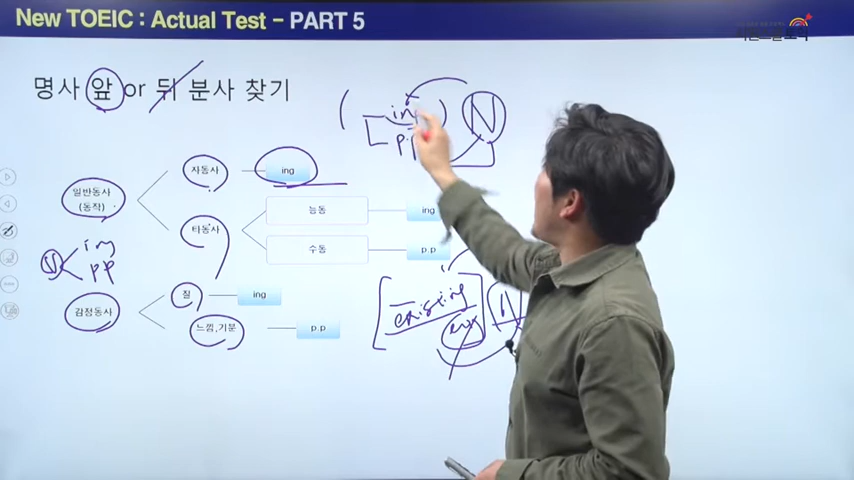 New TOEIC : Actual Test – PART 5
명사 앞 or 뒤 분사 찾기
( ing ) N
p.p
자동사 ing
일반동사
(동작)
능동 ing
타동사
수동 p.p
N ing
pp
질 ing
감정동사
느낌,기분 p.p
existing